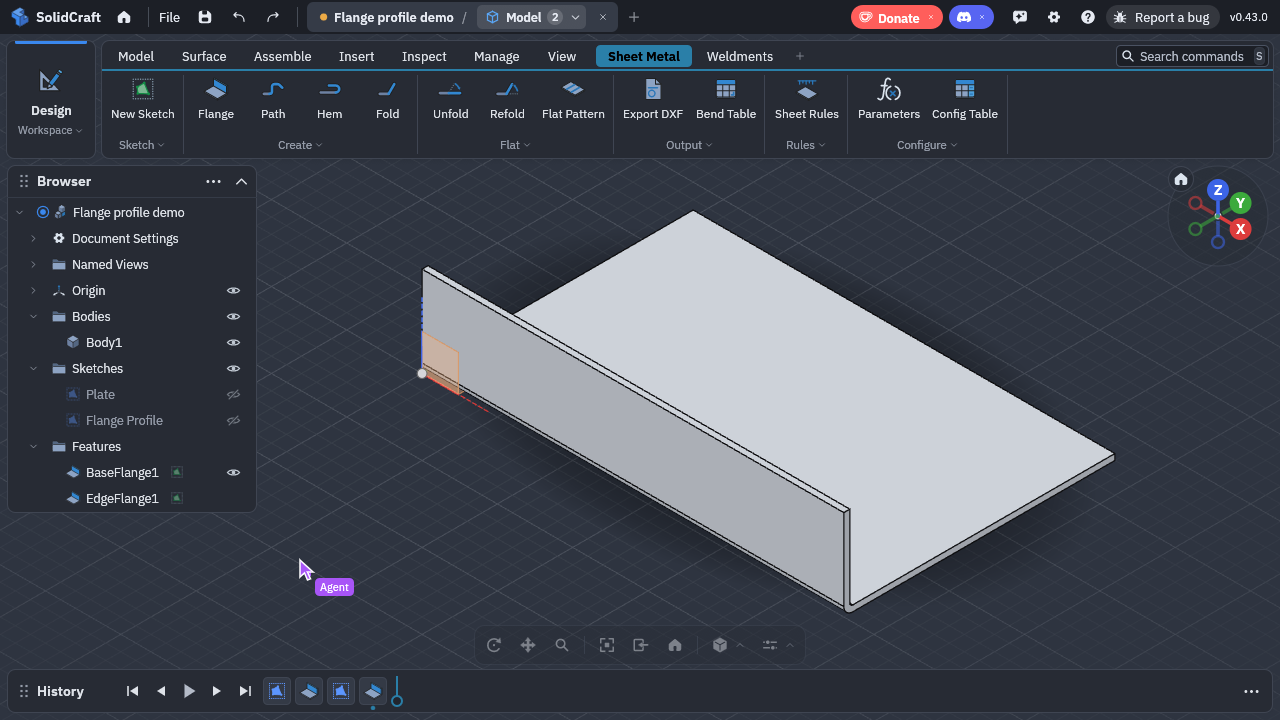 SolidCraft
File
Flange profile demo / Model 2
Donate
Report a bug
v0.43.0
Design
Workspace
Model
Surface
Assemble
Insert
Inspect
Manage
View
Sheet Metal
Weldments
Search commands S
New Sketch
Flange
Path
Hem
Fold
Unfold
Refold
Flat Pattern
Export DXF
Bend Table
Sheet Rules
Parameters
Config Table
Sketch
Create
Flat
Output
Rules
Configure
Browser
Flange profile demo
Document Settings
Named Views
Origin
Bodies
Body1
Sketches
Plate
Flange Profile
Features
BaseFlange1
EdgeFlange1
Z
Y
X
Agent
History